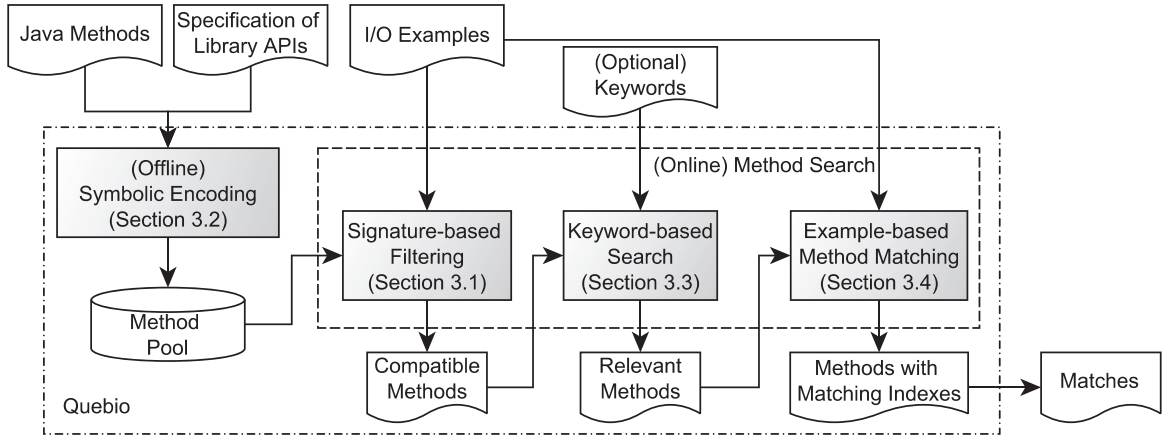 Java Methods
Specification of
Library APIs
I/O Examples
(Optional)
Keywords
(Offline)
Symbolic Encoding
(Section 3.2)
(Online) Method Search
Signature-based
Filtering
(Section 3.1)
Keyword-based
Search
(Section 3.3)
Example-based
Method Matching
(Section 3.4)
Method
Pool
Compatible
Methods
Relevant
Methods
Methods with
Matching Indexes
Matches
Quebio